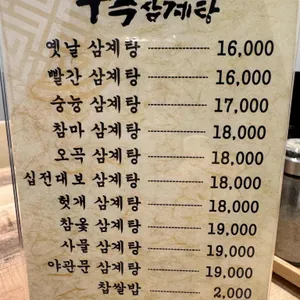 삼계탕
옛날 삼계탕 16,000
빨간 삼계탕 16,000
숭늉 삼계탕 17,000
참마 삼계탕 18,000
오곡 삼계탕 18,000
십전대보 삼계탕 18,000
헛개 삼계탕 18,000
참옻 삼계탕 19,000
사물 삼계탕 19,000
야관문 삼계탕 19,000
찹쌀밥 2,000